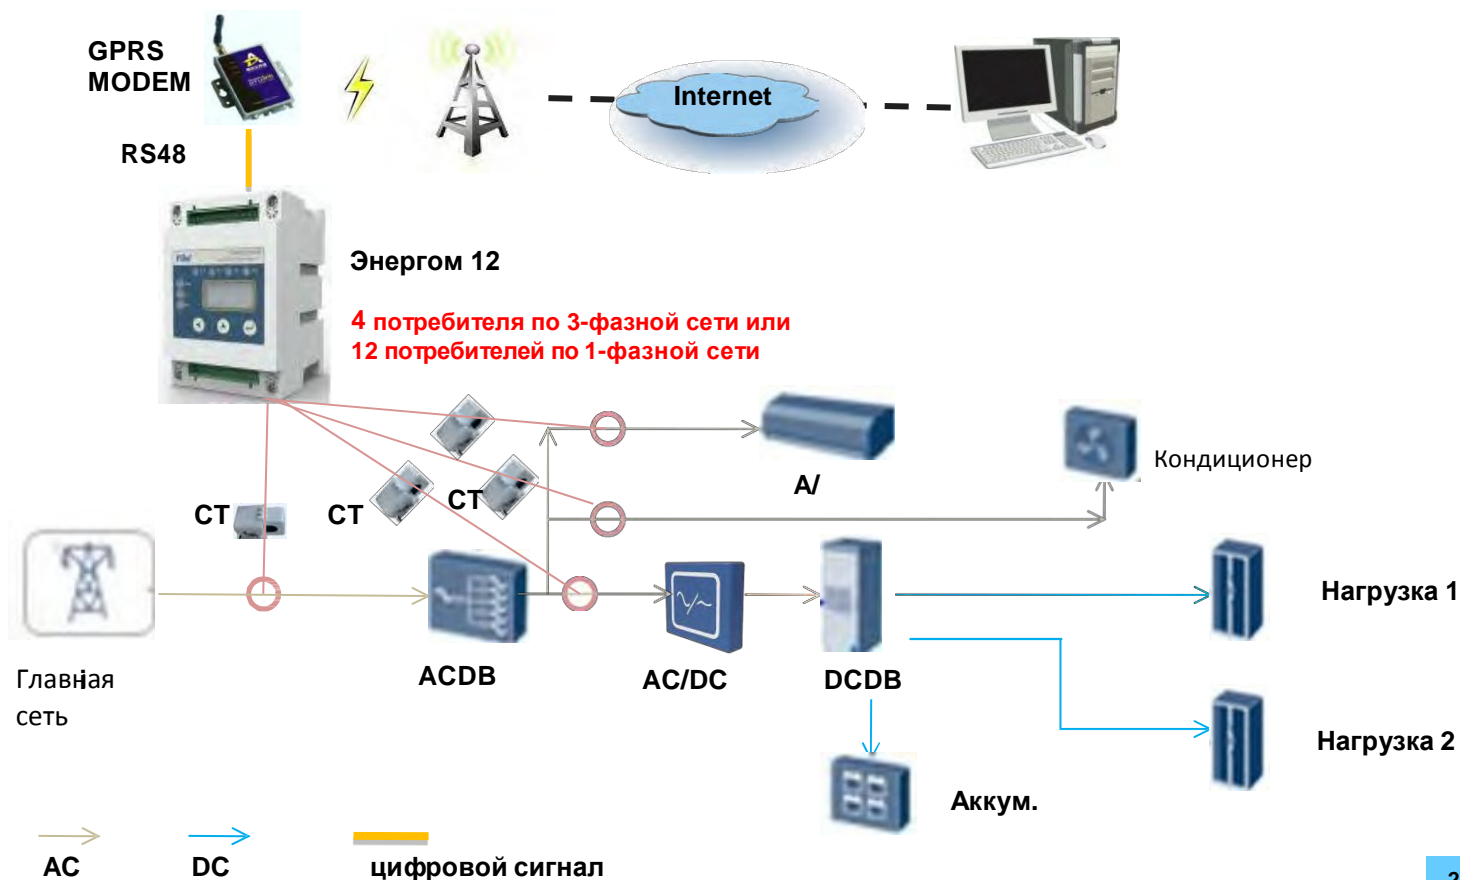 GPRS
MODEM
Internet
RS48
Энергом 12
4 потребителя по 3-фазной сети или
12 потребителей по 1-фазной сети
A/
Кондиционер
CT
CT
CT
Главная
сеть
ACDB
AC/DC
DCDB
Нагрузка 1
Нагрузка 2
Аккум.
AC
DC
цифровой сигнал
2